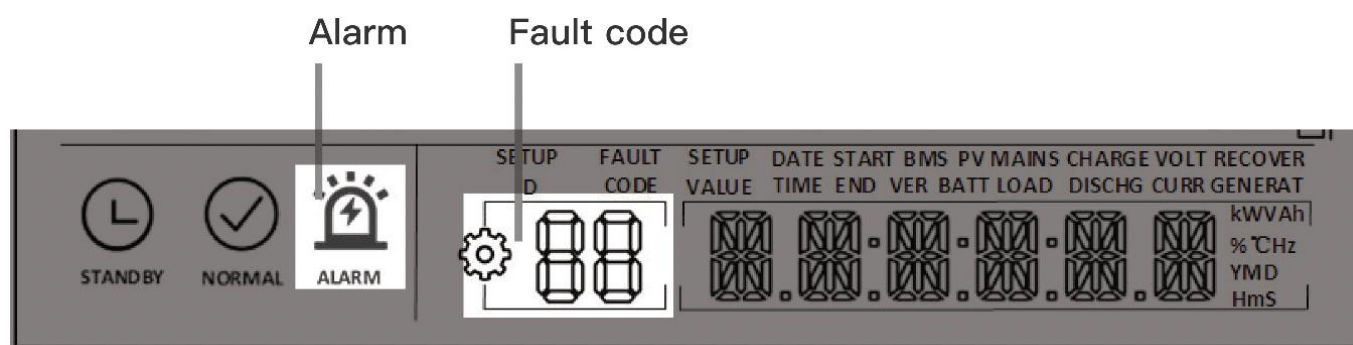 Alarm Fault code
SETUP FAULT SETUP DATE START BMS PV MAINS CHARGE VOLT RECOVER
D CODE VALUE TIME END VER BATT LOAD DISCHG CURR GENERAT
88
kWVAh
% ℃Hz
YMD
HmS
STANDBY NORMAL ALARM